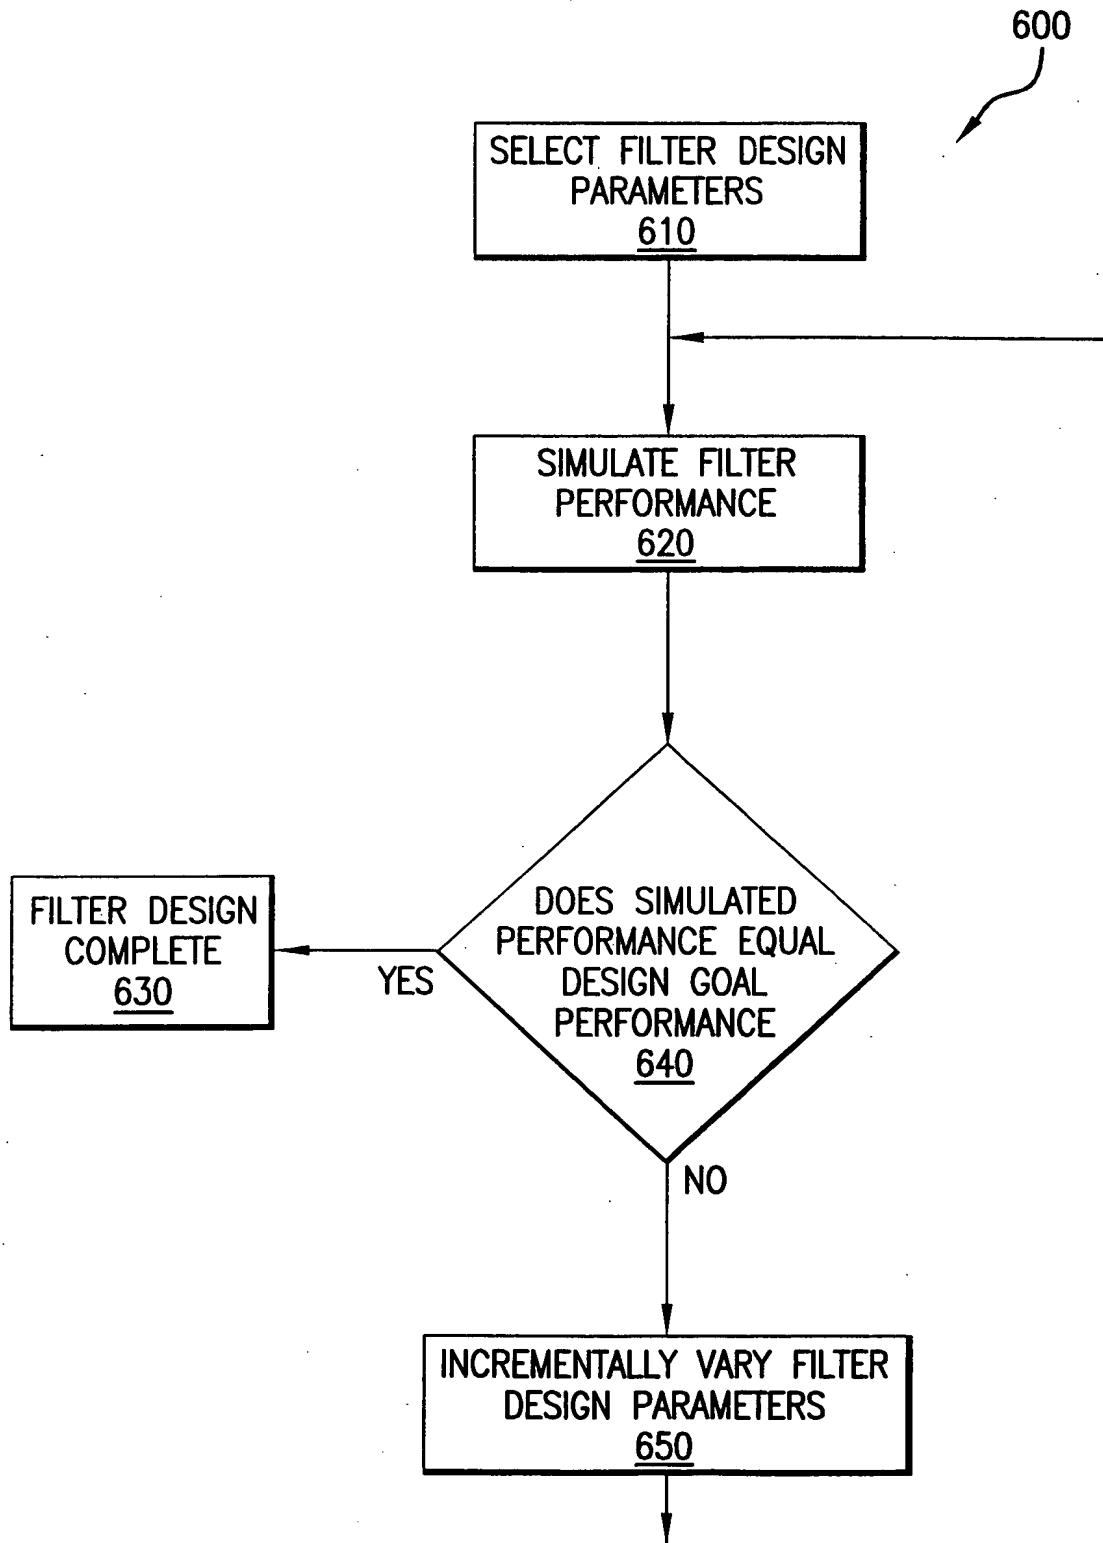 600
SELECT FILTER DESIGN
PARAMETERS
610
SIMULATE FILTER
PERFORMANCE
620
DOES SIMULATED
PERFORMANCE EQUAL
DESIGN GOAL
PERFORMANCE
640
YES
FILTER DESIGN
COMPLETE
630
NO
INCREMENTALLY VARY FILTER
DESIGN PARAMETERS
650